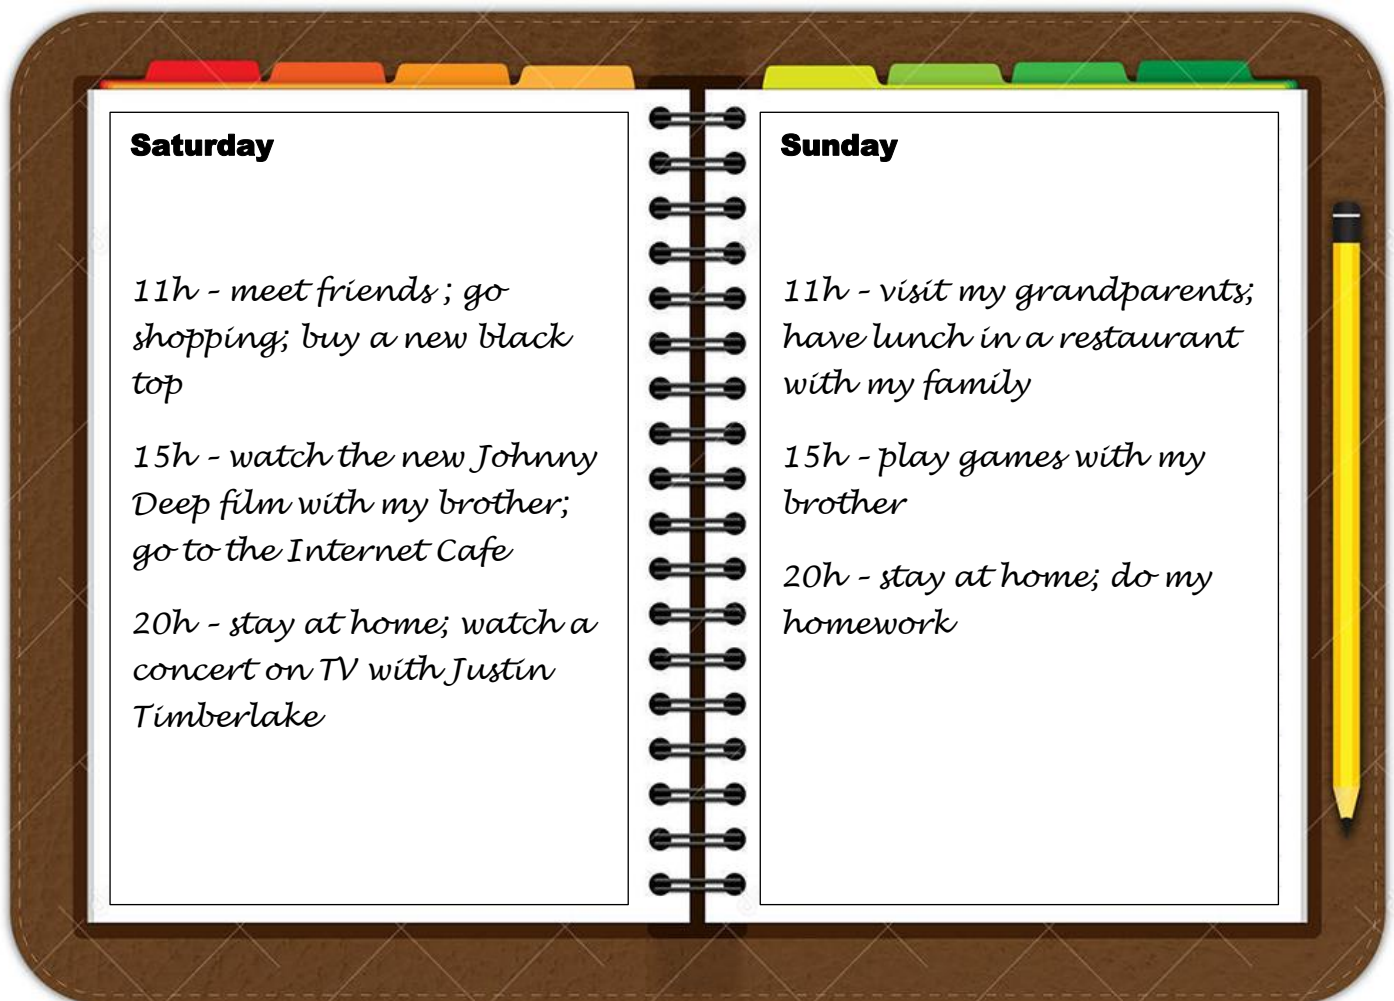 Saturday
11h – meet friends ; go
shopping; buy a new black
top
15h – watch the new Johnny
Deep film with my brother;
go to the Internet Cafe
20h – stay at home; watch a
concert on TV with Justin
Timberlake
Sunday
11h – visit my grandparents;
have lunch in a restaurant
with my family
15h – play games with my
brother
20h – stay at home; do my
homework